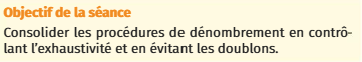 Objectif de la séance
Consolider les procédures de dénombrement en contrô-
lant l'exhaustivité et en évitant les doublons.